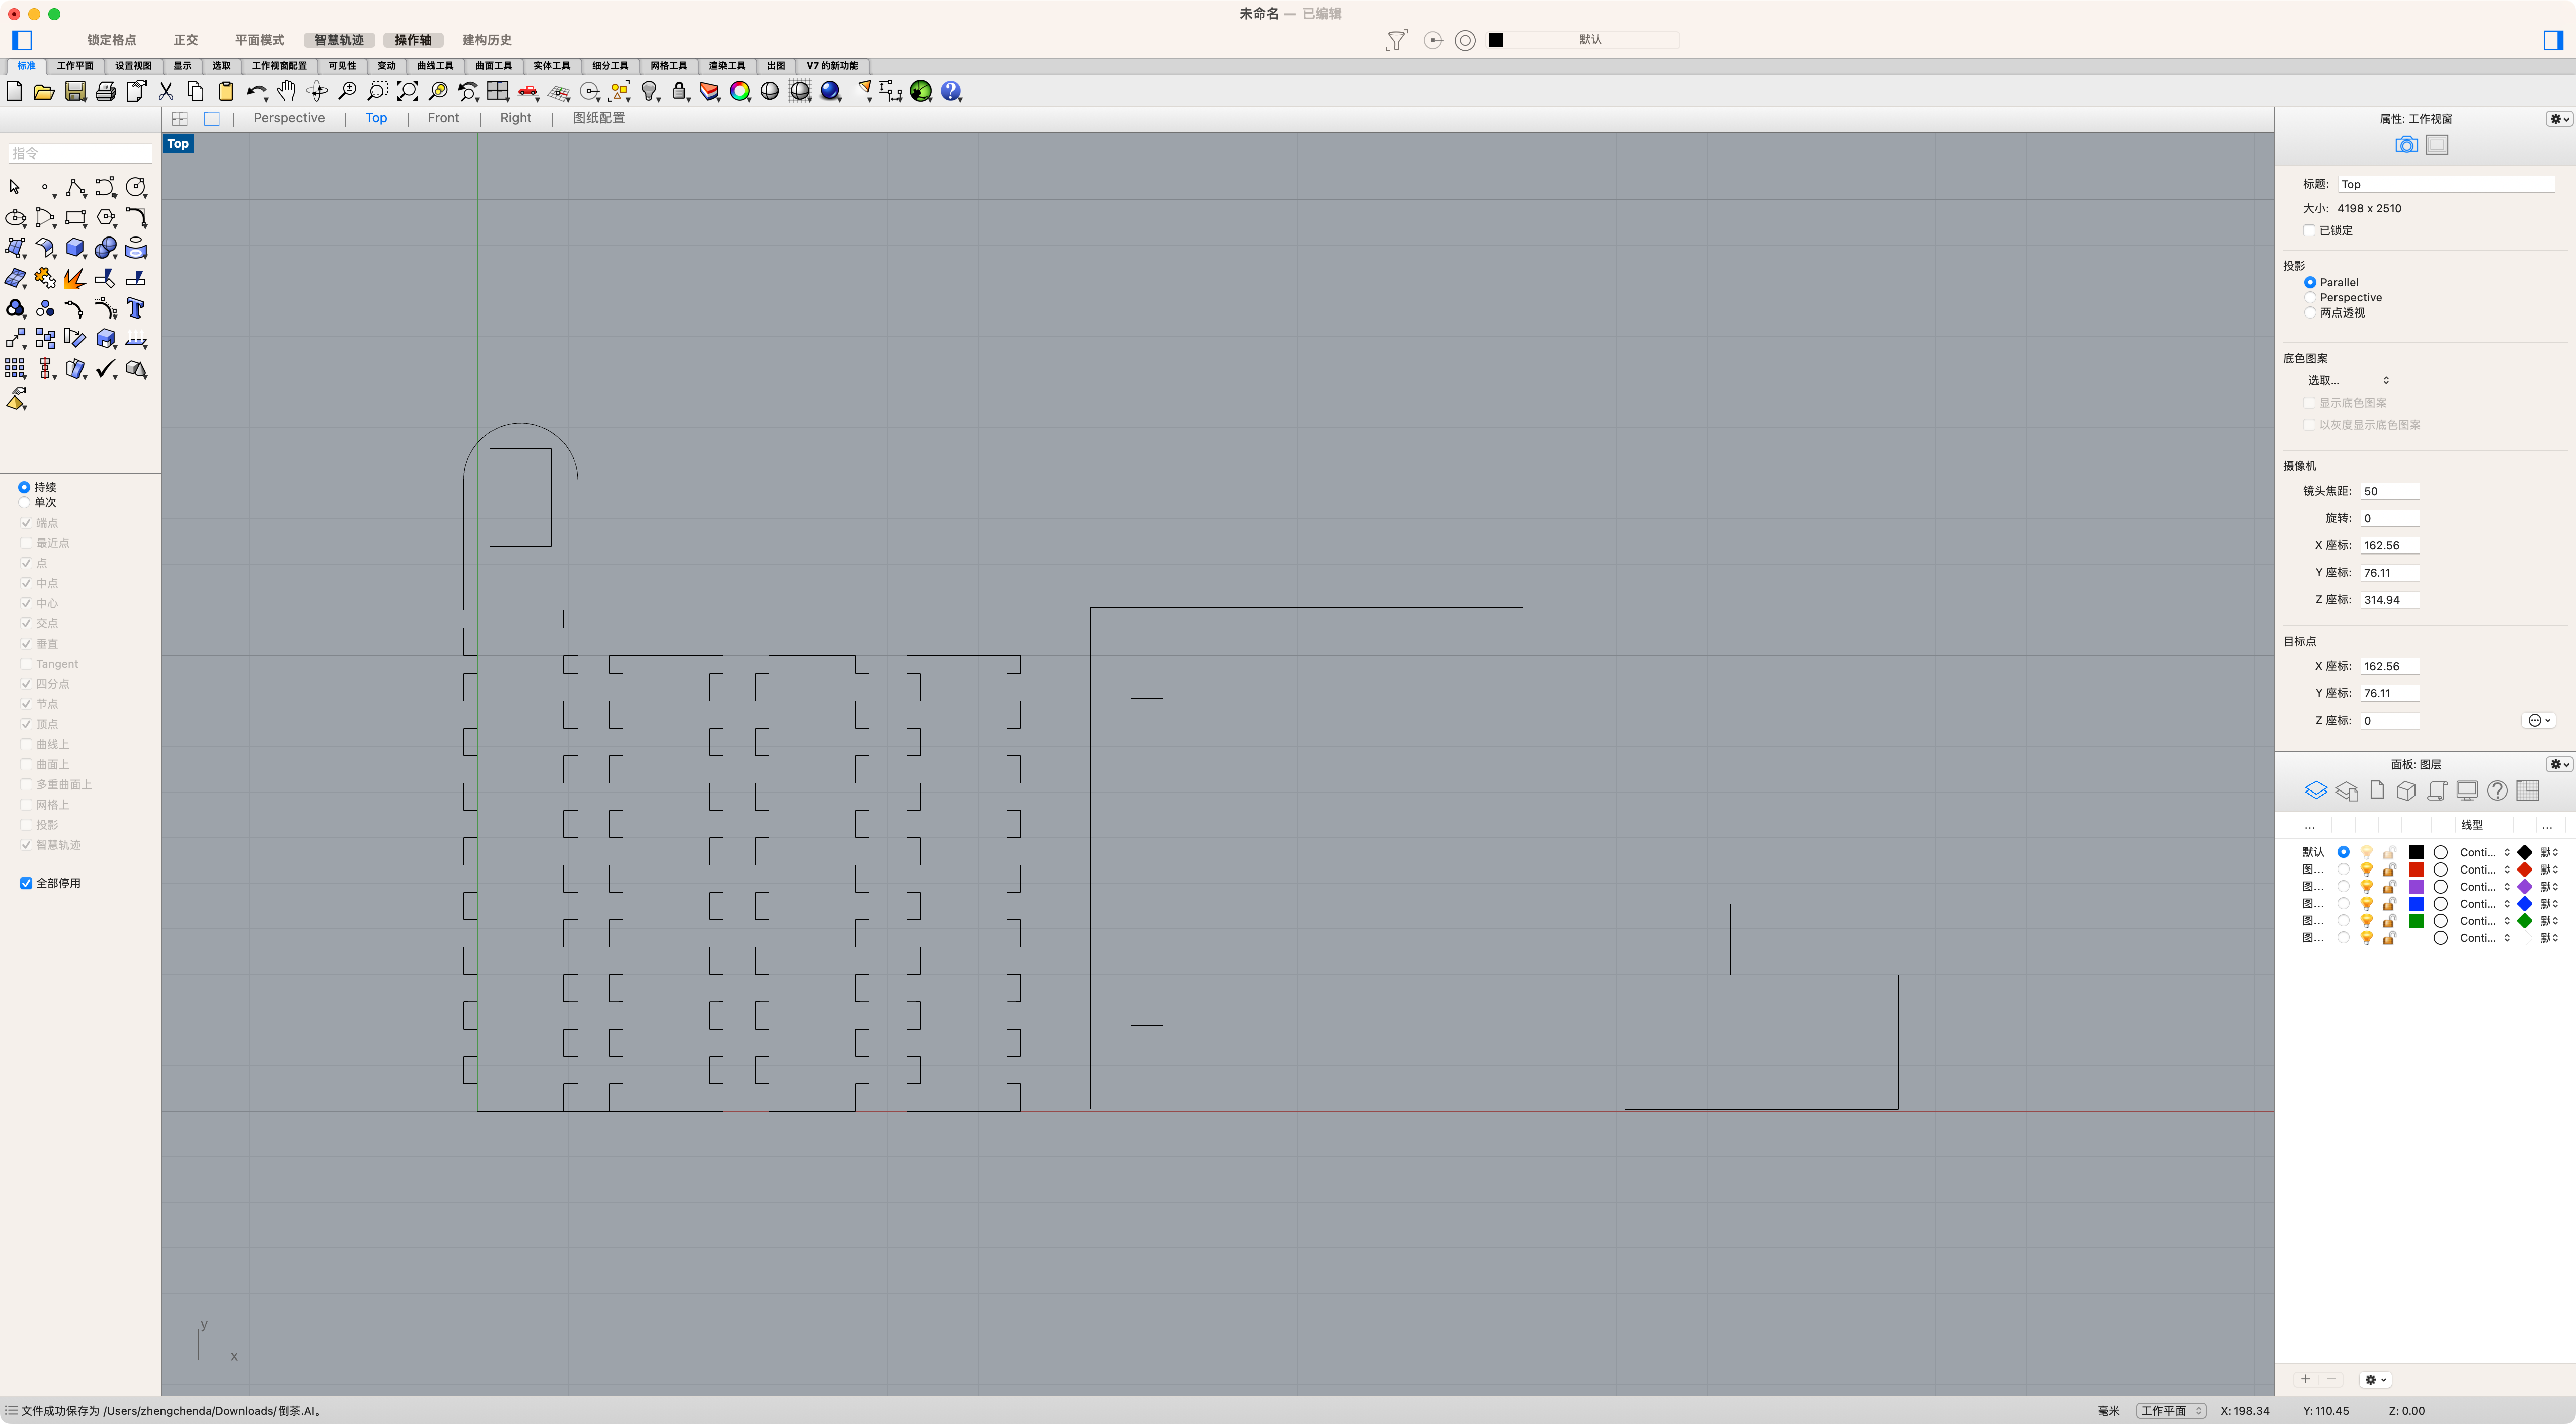 未命名 — 已编辑
锁定格点 正交 平面模式 智慧轨迹 操作轴 建构历史 默认
标准 工作平面 设置视图 显示 选取 工作视窗配置 可见性 变动 曲线工具 曲面工具 实体工具 细分工具 网格工具 渲染工具 出图 V7 的新功能
Perspective Top Front Right 图纸配置
指令
Top
持续
单次
端点
最近点
点
中点
中心
交点
垂直
Tangent
四分点
节点
顶点
曲线上
曲面上
多重曲面上
网格上
投影
智慧轨迹
全部停用
y
x
属性: 工作视窗
标题: Top
大小: 4198 x 2510
已锁定
投影
Parallel
Perspective
两点透视
底色图案
选取...
显示底色图案
以灰度显示底色图案
摄像机
镜头焦距: 50
旋转: 0
X 座标: 162.56
Y 座标: 76.11
Z 座标: 314.94
目标点
X 座标: 162.56
Y 座标: 76.11
Z 座标: 0
面板: 图层
... 线型 ...
默认 Conti...
图... Conti...
图... Conti...
图... Conti...
图... Conti...
图... Conti...
文件成功保存为 /Users/zhengchenda/Downloads/倒茶.AI。
毫米 工作平面 X: 198.34 Y: 110.45 Z: 0.00